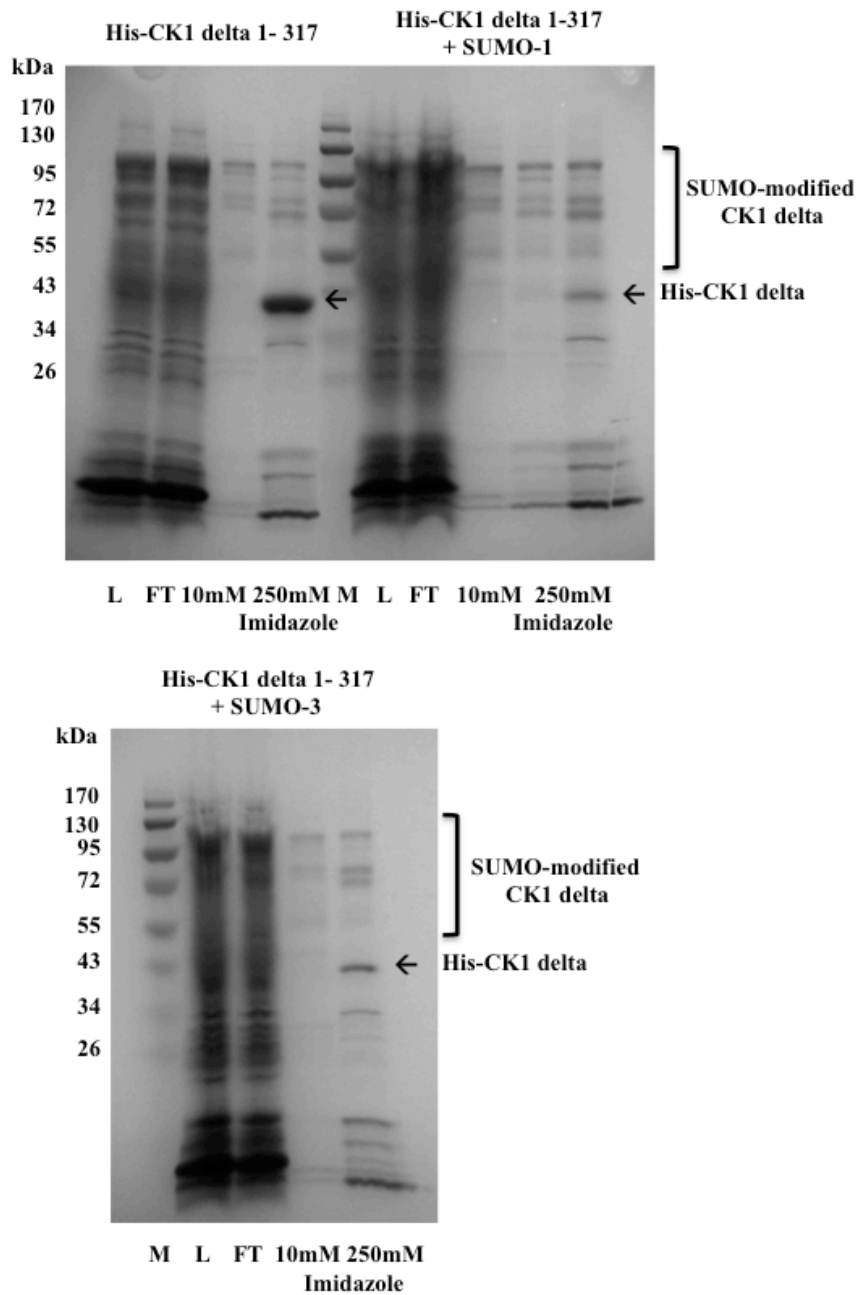 His-CK1 delta 1- 317
His-CK1 delta 1-317
+ SUMO-1
kDa
170
130
95
72
55
43
34
26
SUMO-modified
CK1 delta
← His-CK1 delta
←
L FT 10mM 250mM M L FT 10mM 250mM
Imidazole Imidazole
His-CK1 delta 1- 317
+ SUMO-3
kDa
170
130
95
72
55
43
34
26
SUMO-modified
CK1 delta
← His-CK1 delta
M L FT 10mM 250mM
Imidazole